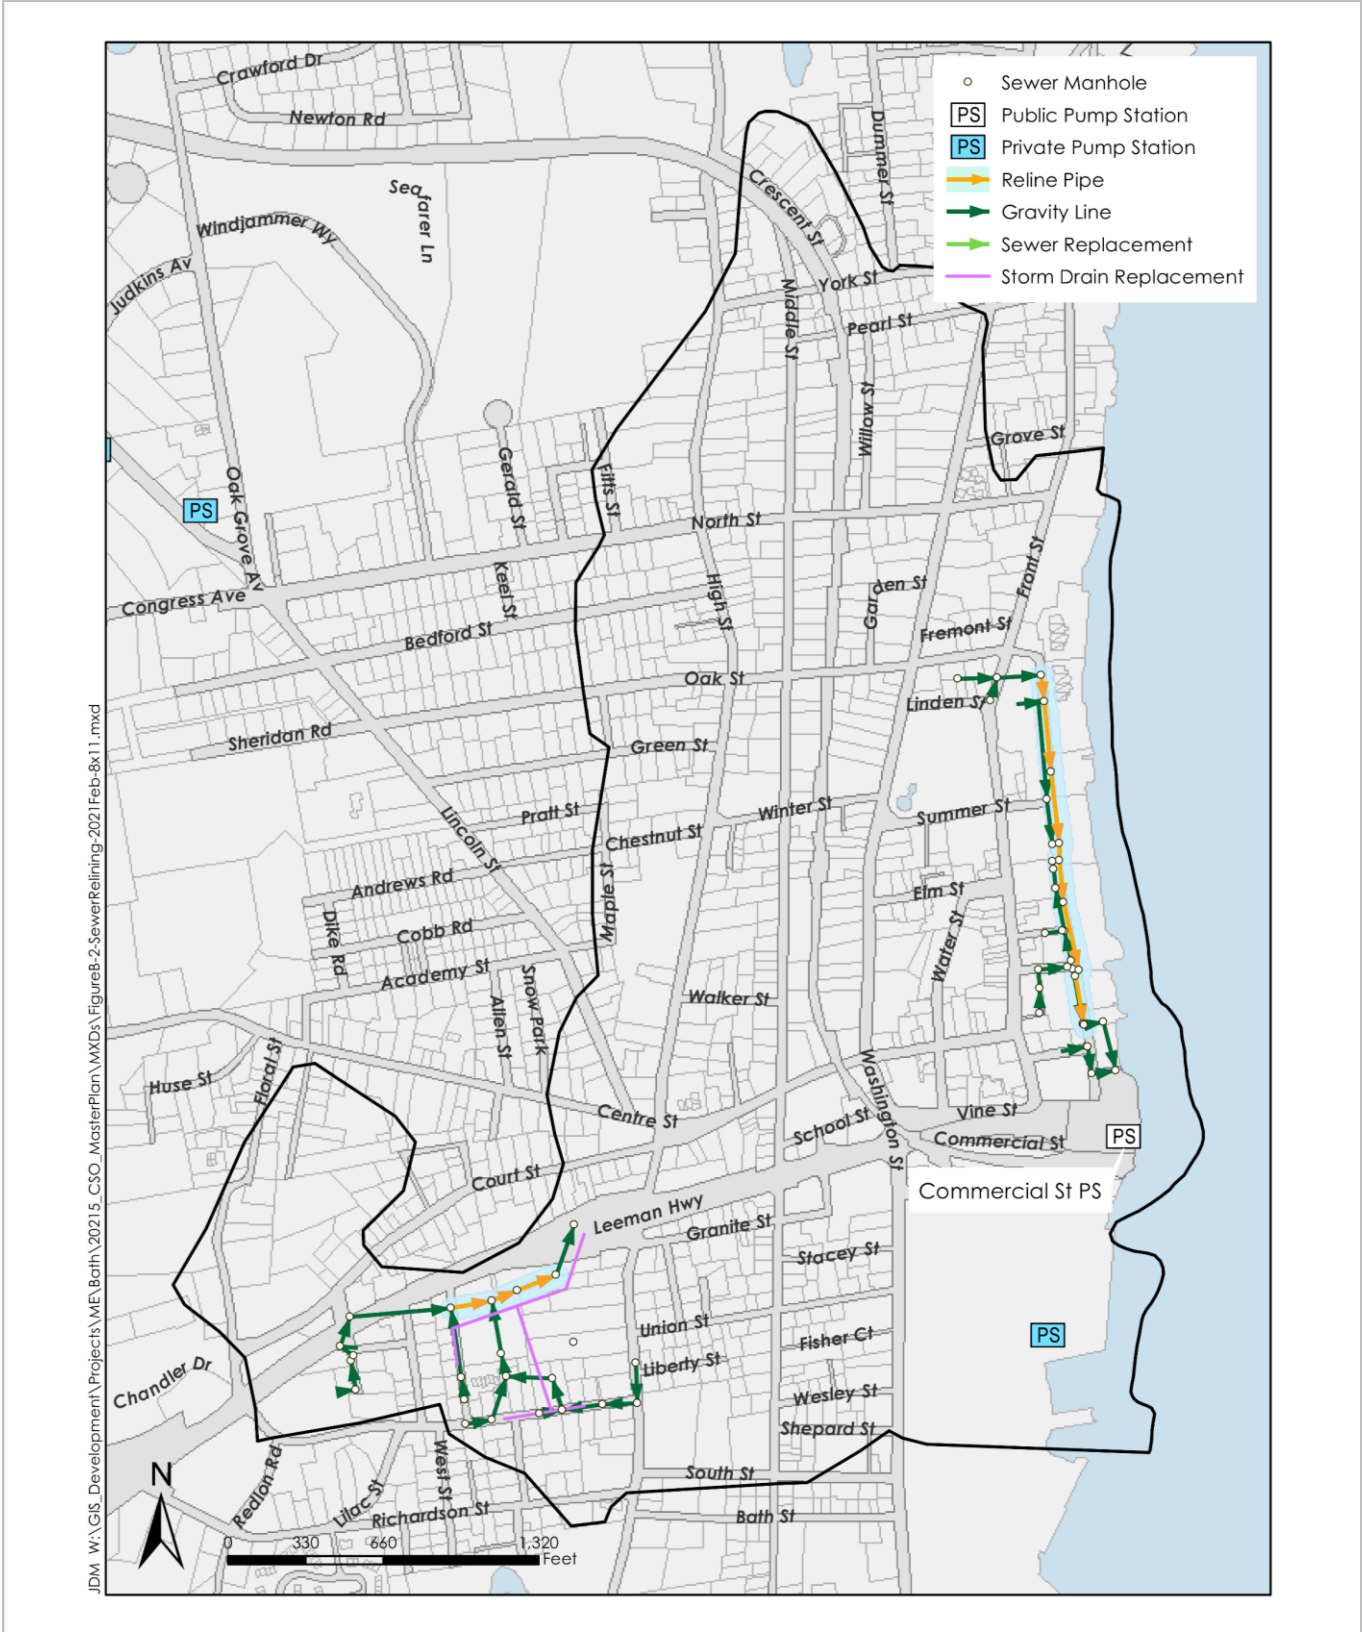 Crawford Dr
Newton Rd
Seafarer Ln
Windjammer Wy
Judkins Av
Dummer St
Crescent St
York St
Middle St
Pearl St
Willow St
Grove St
Sewer Manhole
PS Public Pump Station
PS Private Pump Station
Reline Pipe
Gravity Line
Sewer Replacement
Storm Drain Replacement
Oak Grove Av
PS
Gerald St
Fitts St
North St
Congress Ave
Keel St
High St
Garden St
Front St
Bedford St
Fremont St
Oak St
Linden St
Sheridan Rd
Green St
Lincoln St
Pratt St
Chestnut St
Winter St
Summer St
Andrews Rd
Maple St
Elm St
Dike Rd
Cobb Rd
Water St
Academy St
Allen St
Snow Park
Walker St
Huse St
Floral St
Centre St
Washington St
School St
Vine St
Commercial St
PS
Commercial St PS
Court St
Leeman Hwy
Granite St
Stacey St
Union St
Fisher Ct
PS
Liberty St
Wesley St
Shepard St
Chandler Dr
South St
Bath St
Redlon Rd
Lilac St
West St
Richardson St
N
0 330 660 1,320
Feet
JDM W:\GIS_Development\Projects\ME\Bath\20215_CSO_MasterPlan\MXDs\FigureB-2-SewerRelining-2021Feb-8x11.mxd